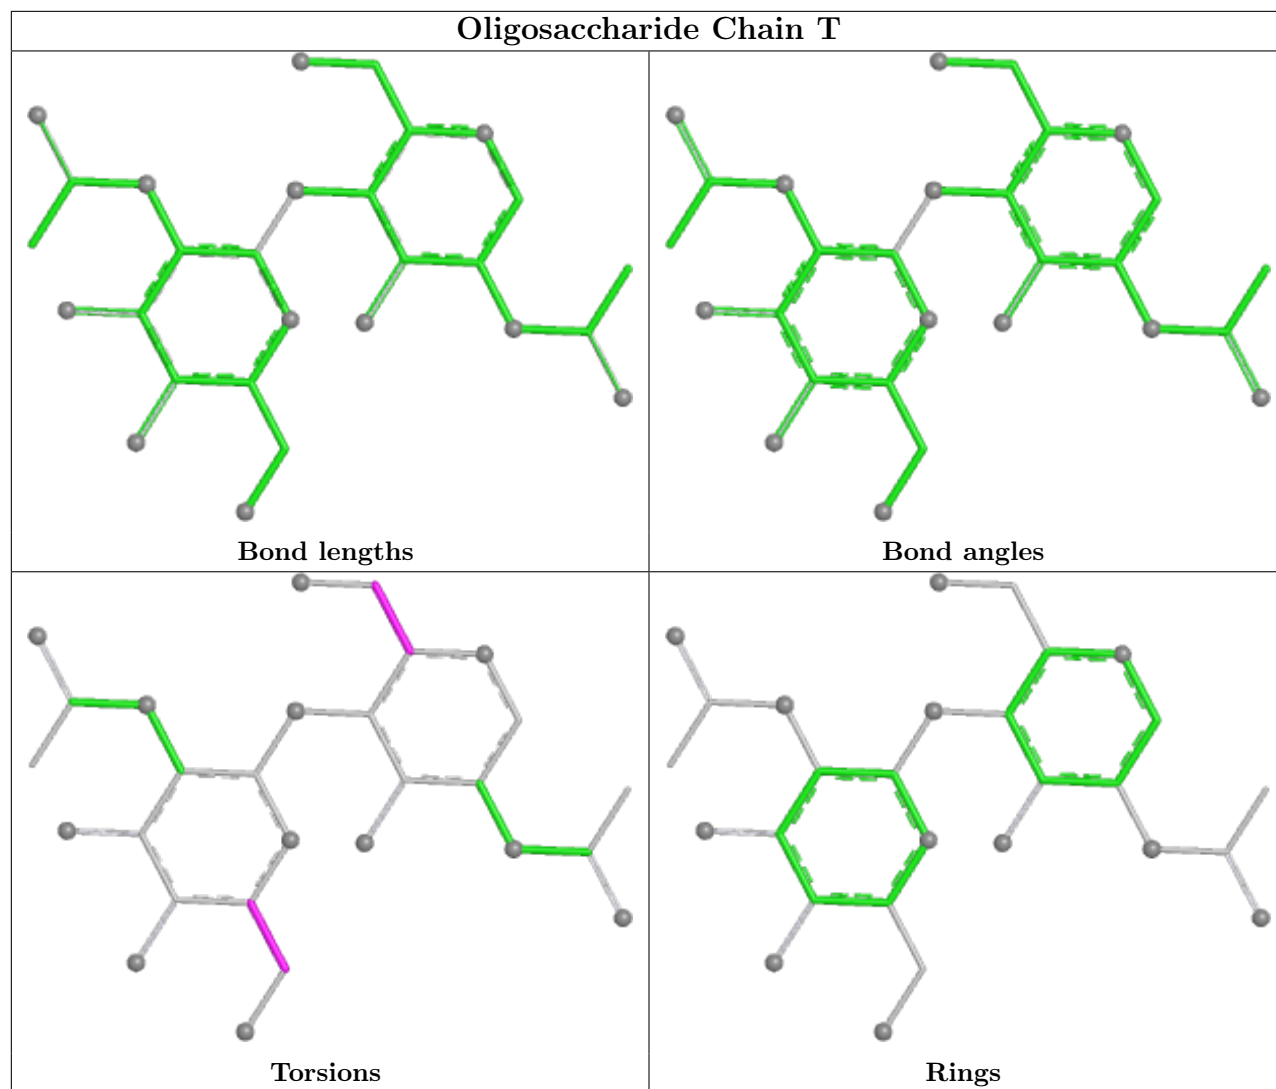 Oligosaccharide Chain T
Bond lengths
Bond angles
Torsions
Rings